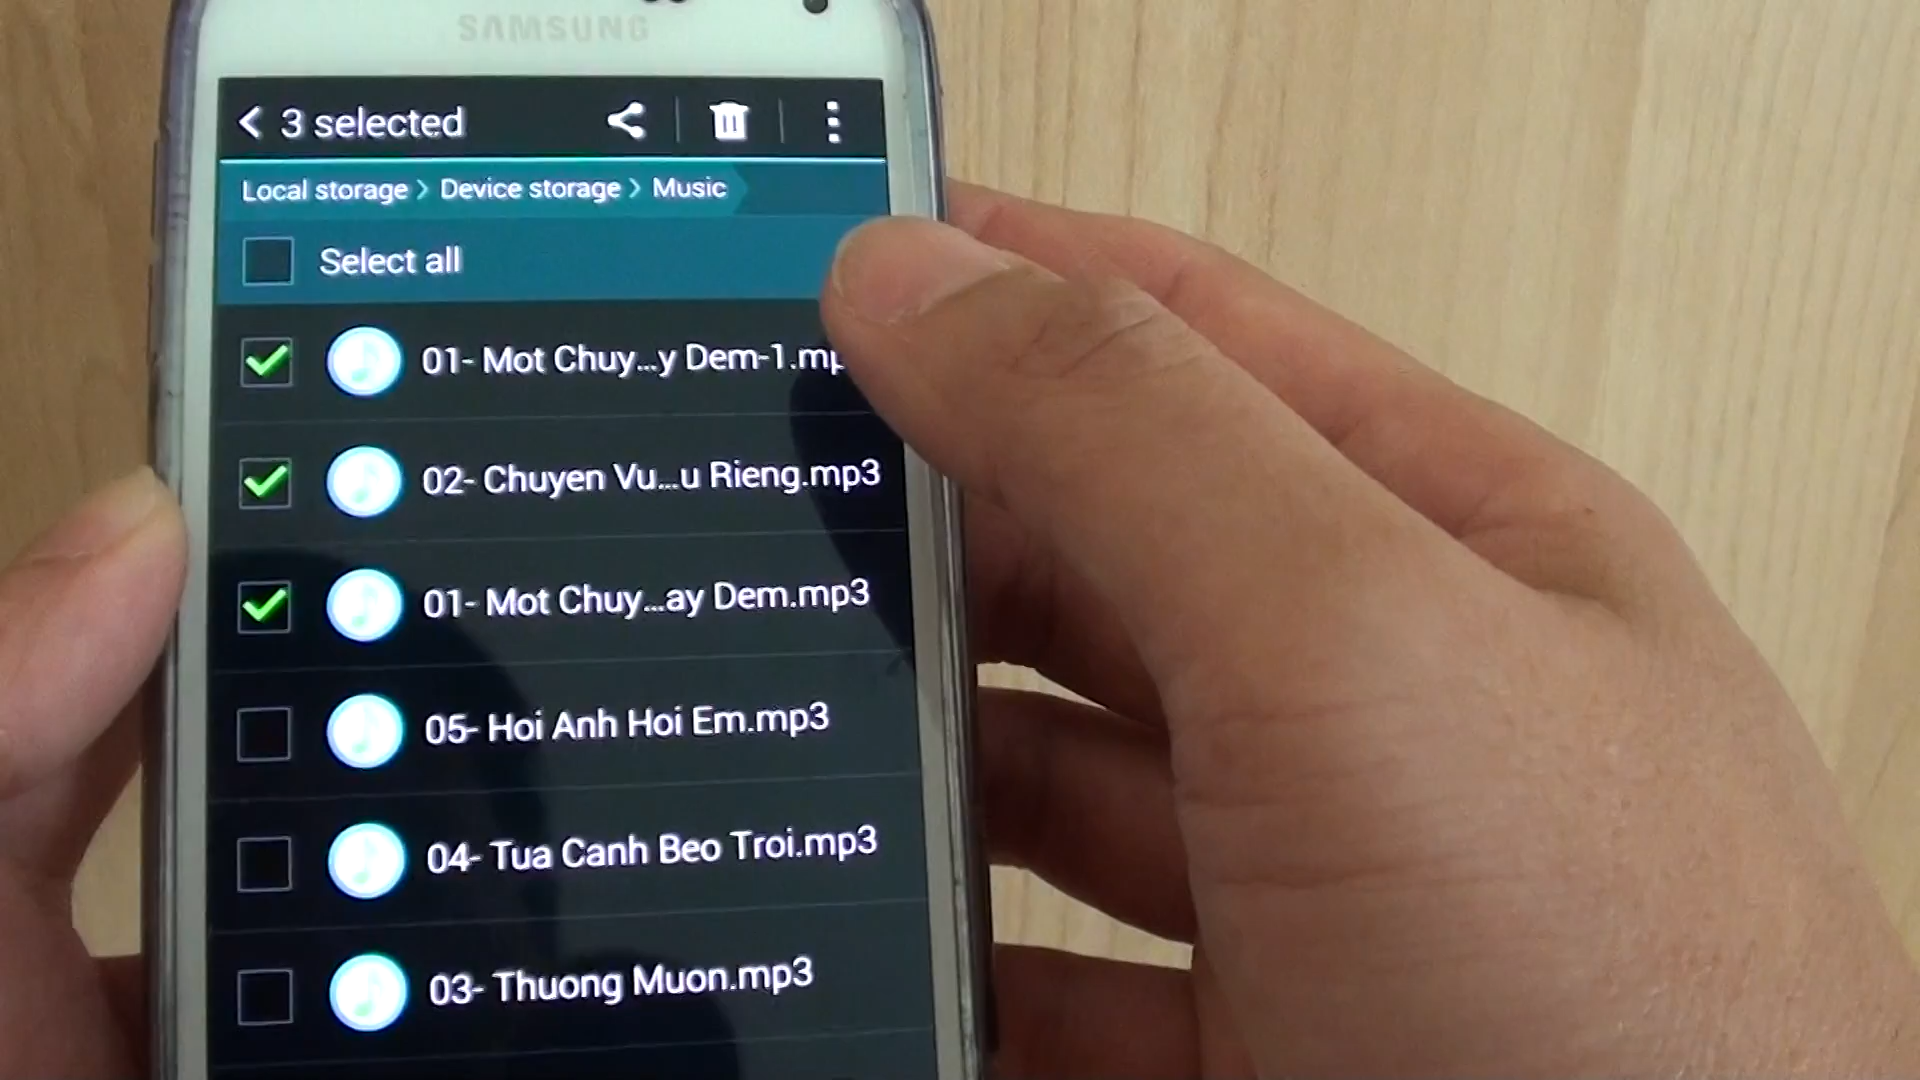 SAMSUNG
3 selected
Local storage > Device storage > Music
Select all
01- Mot Chuy...y Dem-1.mp
02- Chuyen Vu...u Rieng.mp3
01- Mot Chuy...ay Dem.mp3
05- Hoi Anh Hoi Em.mp3
04- Tua Canh Beo Troi.mp3
03- Thuong Muon.mp3